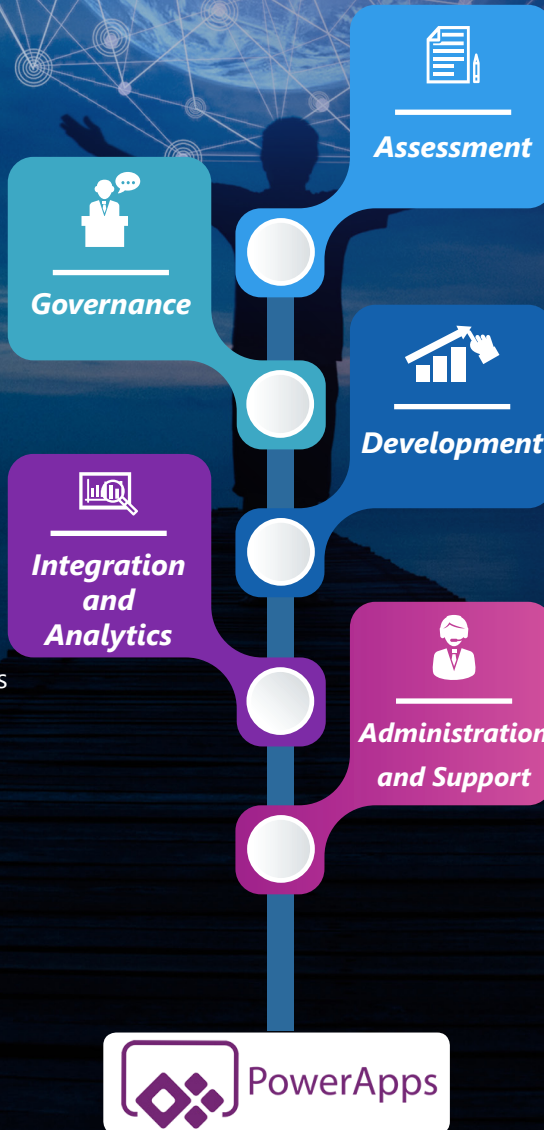 Assessment
Governance
Development
Integration
and
Analytics
s
Administration
and Support
PowerApps